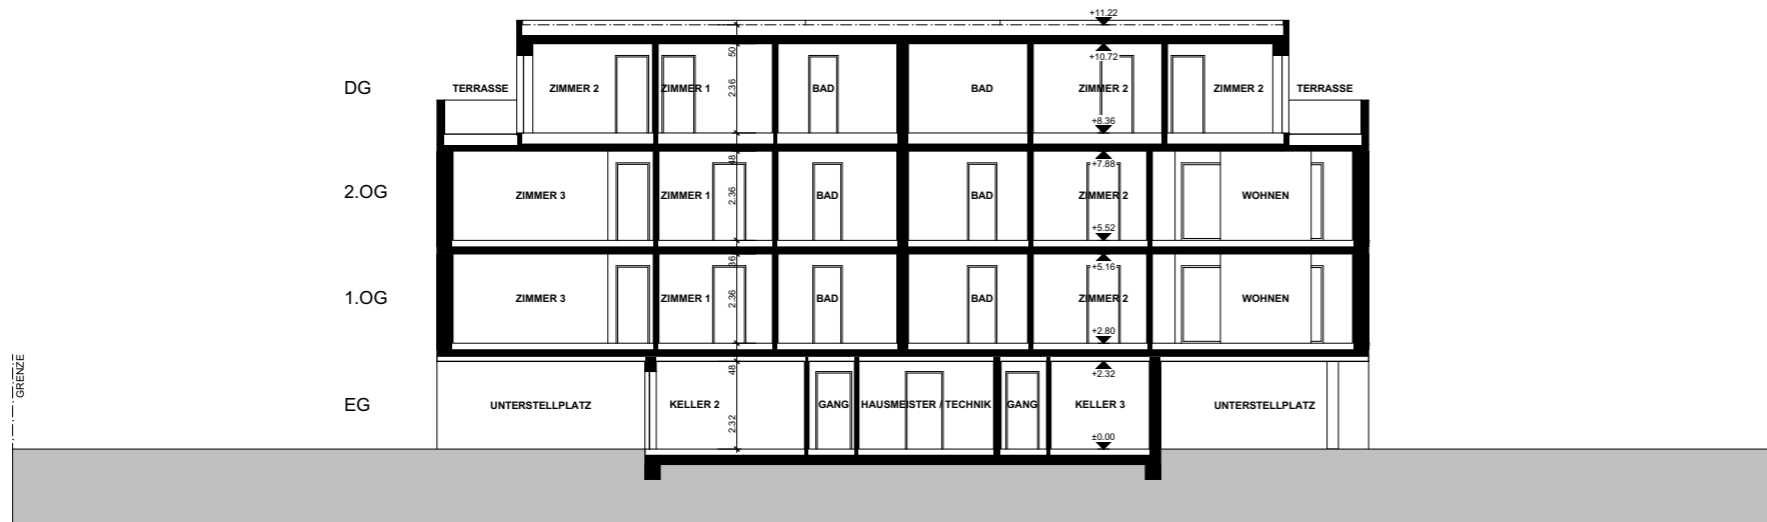 +11.22
50
+10.72
DG
TERRASSE
ZIMMER 2
ZIMMER 1
2,36
BAD
BAD
ZIMMER 2
ZIMMER 2
TERRASSE
+8.36
48
+7.88
2.OG
ZIMMER 3
ZIMMER 1
2,36
BAD
BAD
ZIMMER 2
WOHNEN
+5.52
36
+5.16
1.OG
ZIMMER 3
ZIMMER 1
2,36
BAD
BAD
ZIMMER 2
WOHNEN
+2.80
GRENZE
48
+2.32
EG
UNTERSTELLPLATZ
KELLER 2
GANG
HAUSMEISTER / TECHNIK
GANG
KELLER 3
UNTERSTELLPLATZ
2,32
±0.00